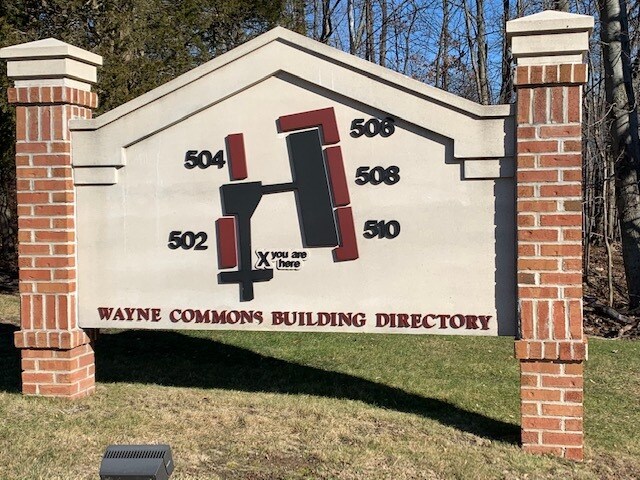 506
504
508
502
510
X you are
here
WAYNE COMMONS BUILDING DIRECTORY